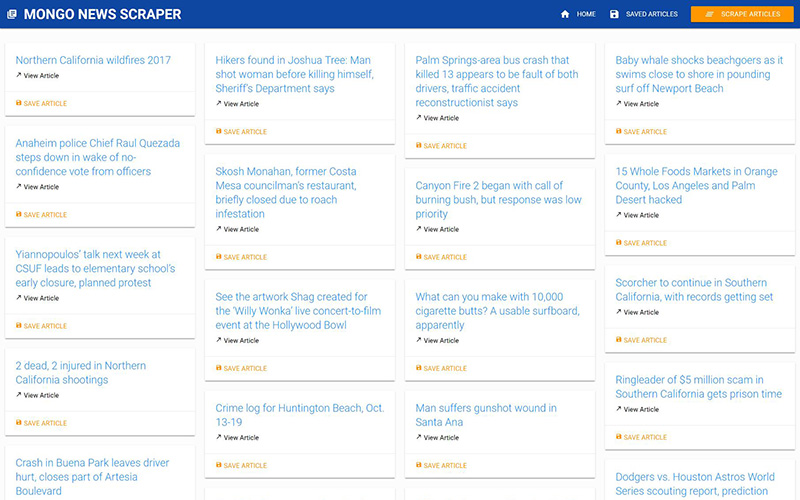 MONGO NEWS SCRAPER
HOME
SAVED ARTICLES
SCRAPE ARTICLES
Northern California wildfires 2017
View Article
SAVE ARTICLE
Anaheim police Chief Raul Quezada
steps down in wake of no-
confidence vote from officers
View Article
SAVE ARTICLE
Yiannopoulos’ talk next week at
CSUF leads to elementary school’s
early closure, planned protest
View Article
SAVE ARTICLE
2 dead, 2 injured in Northern
California shootings
View Article
SAVE ARTICLE
Crash in Buena Park leaves driver
hurt, closes part of Artesia
Boulevard
Hikers found in Joshua Tree: Man
shot woman before killing himself,
Sheriff’s Department says
View Article
SAVE ARTICLE
Skosh Monahan, former Costa
Mesa councilman’s restaurant,
briefly closed due to roach
infestation
View Article
SAVE ARTICLE
See the artwork Shag created for
the ‘Willy Wonka’ live concert-to-film
event at the Hollywood Bowl
View Article
SAVE ARTICLE
Crime log for Huntington Beach, Oct.
13-19
View Article
SAVE ARTICLE
Palm Springs-area bus crash that
killed 13 appears to be fault of both
drivers, traffic accident
reconstructionist says
View Article
SAVE ARTICLE
Canyon Fire 2 began with call of
burning bush, but response was low
priority
View Article
SAVE ARTICLE
What can you make with 10,000
cigarette butts? A usable surfboard,
apparently
View Article
SAVE ARTICLE
Man suffers gunshot wound in
Santa Ana
View Article
SAVE ARTICLE
Baby whale shocks beachgoers as it
swims close to shore in pounding
surf off Newport Beach
View Article
SAVE ARTICLE
15 Whole Foods Markets in Orange
County, Los Angeles and Palm
Desert hacked
View Article
SAVE ARTICLE
Scorcher to continue in Southern
California, with records getting set
View Article
SAVE ARTICLE
Ringleader of $5 million scam in
Southern California gets prison time
View Article
SAVE ARTICLE
Dodgers vs. Houston Astros World
Series scouting report, prediction